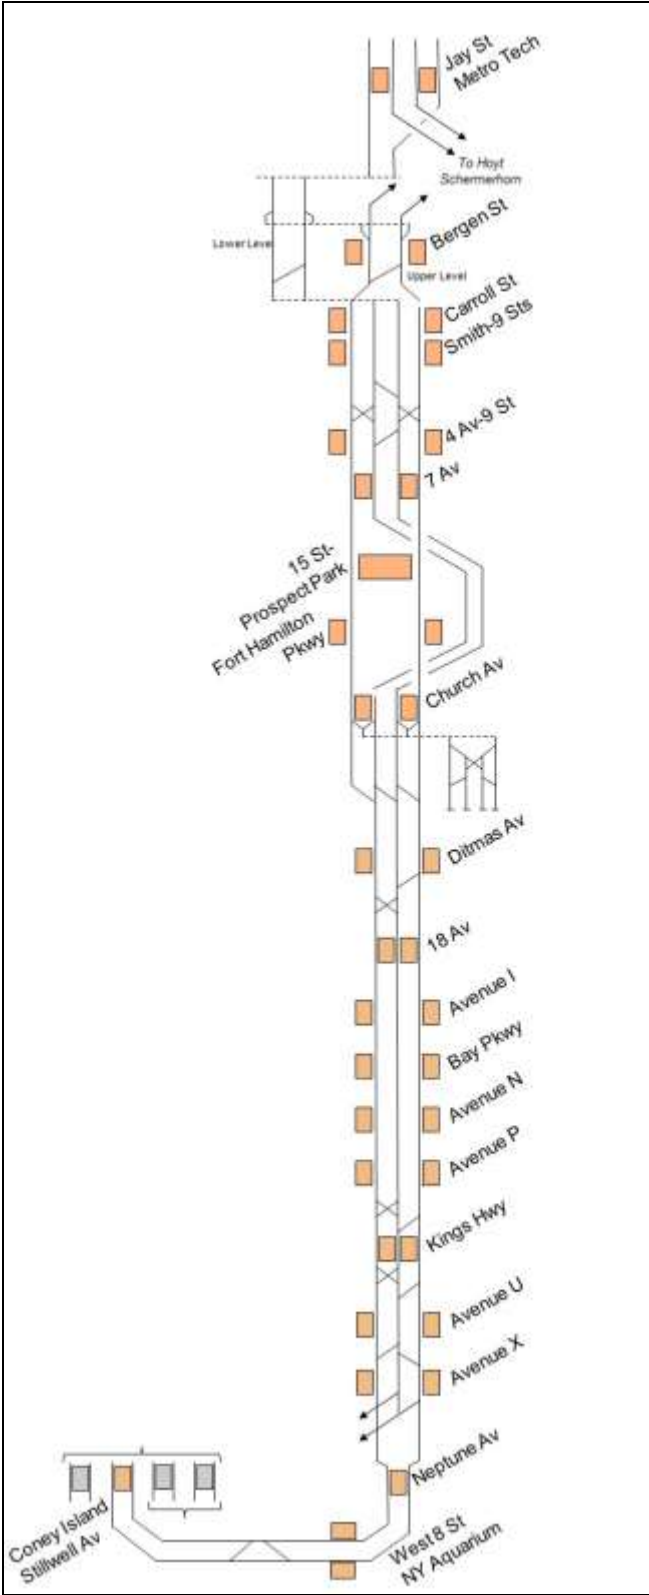 Jay St
Metro Tech
To Hoyt
Schermerhorn
Bergen St
Lower Level
Upper Level
Carroll St
Smith-9 Sts
4 Av-9 St
7 Av
15 St-
Prospect Park
Fort Hamilton
Pkwy
Church Av
Ditmas Av
18 Av
Avenue I
Bay Pkwy
Avenue N
Avenue P
Kings Hwy
Avenue U
Avenue X
Neptune Av
Coney Island
Stillwell Av
West 8 St
NY Aquarium